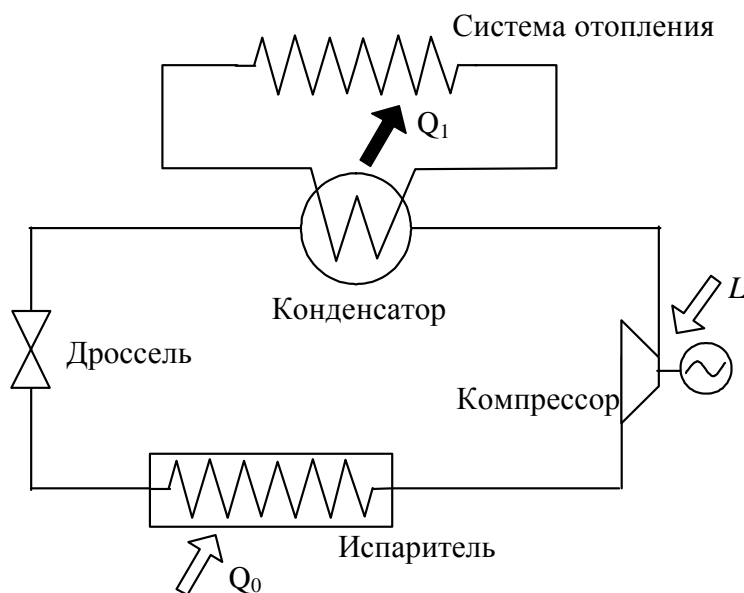 Система отопления
Q₁
Конденсатор
L
Дроссель
Компрессор
Испаритель
Q₀